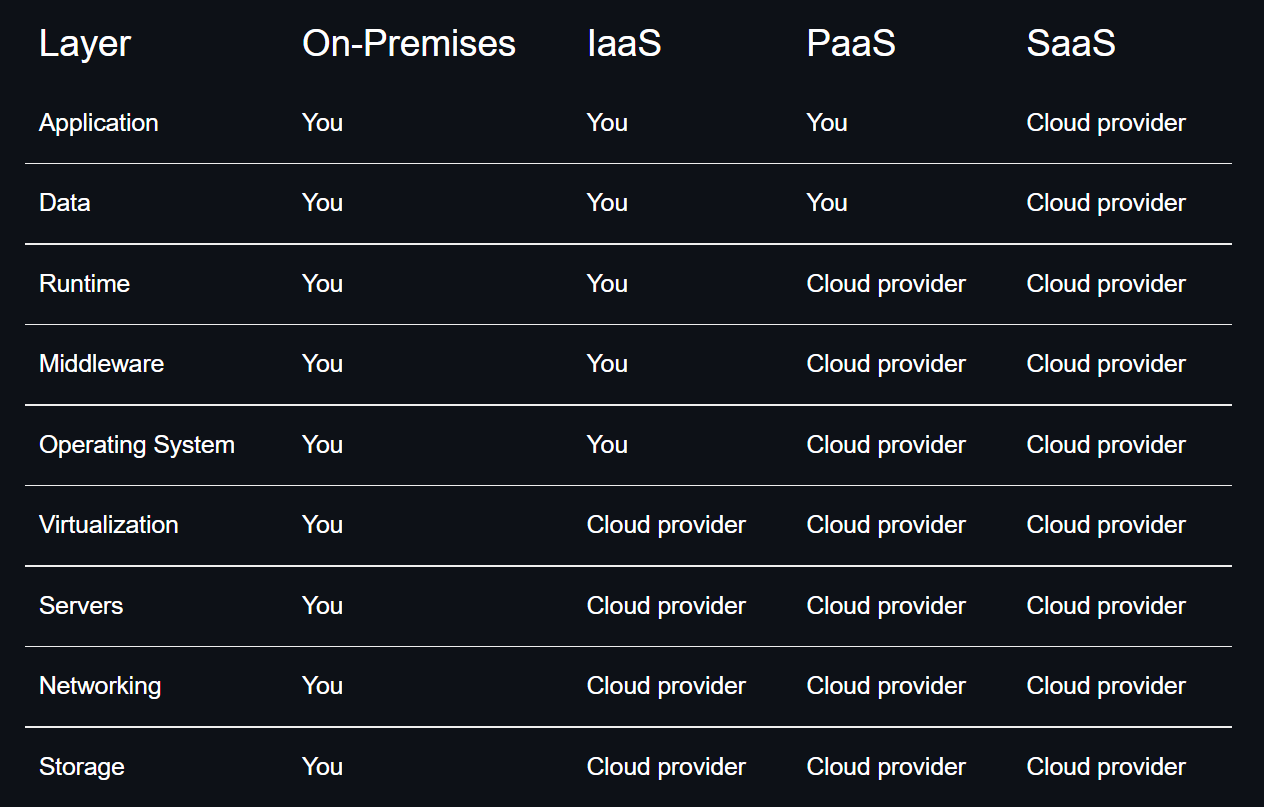 Layer On-Premises IaaS PaaS SaaS
Application You You You Cloud provider
Data You You You Cloud provider
Runtime You You Cloud provider Cloud provider
Middleware You You Cloud provider Cloud provider
Operating System You You Cloud provider Cloud provider
Virtualization You Cloud provider Cloud provider Cloud provider
Servers You Cloud provider Cloud provider Cloud provider
Networking You Cloud provider Cloud provider Cloud provider
Storage You Cloud provider Cloud provider Cloud provider